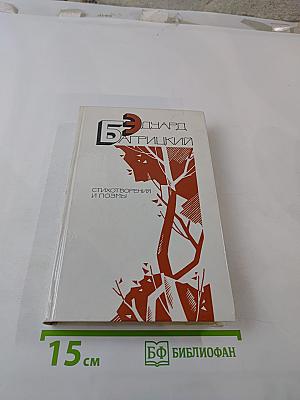 ЭДУАРД
БАГРИЦКИЙ
СТИХОТВОРЕНИЯ
И ПОЭМЫ
15 см
БФ БИБЛИОФАН